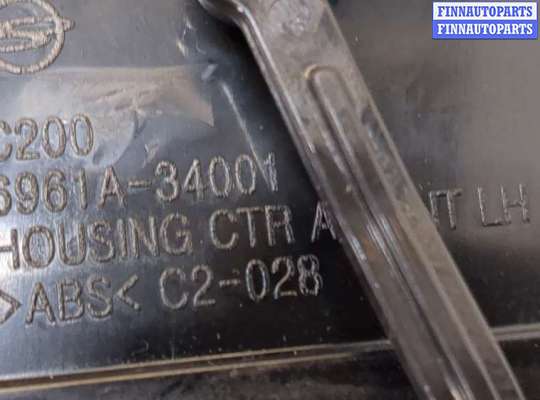 FINNAUTOPARTS
FINNAUTOPARTS
C200
6961A-34001
HOUSING CTR A LH
>ABS< C2-028